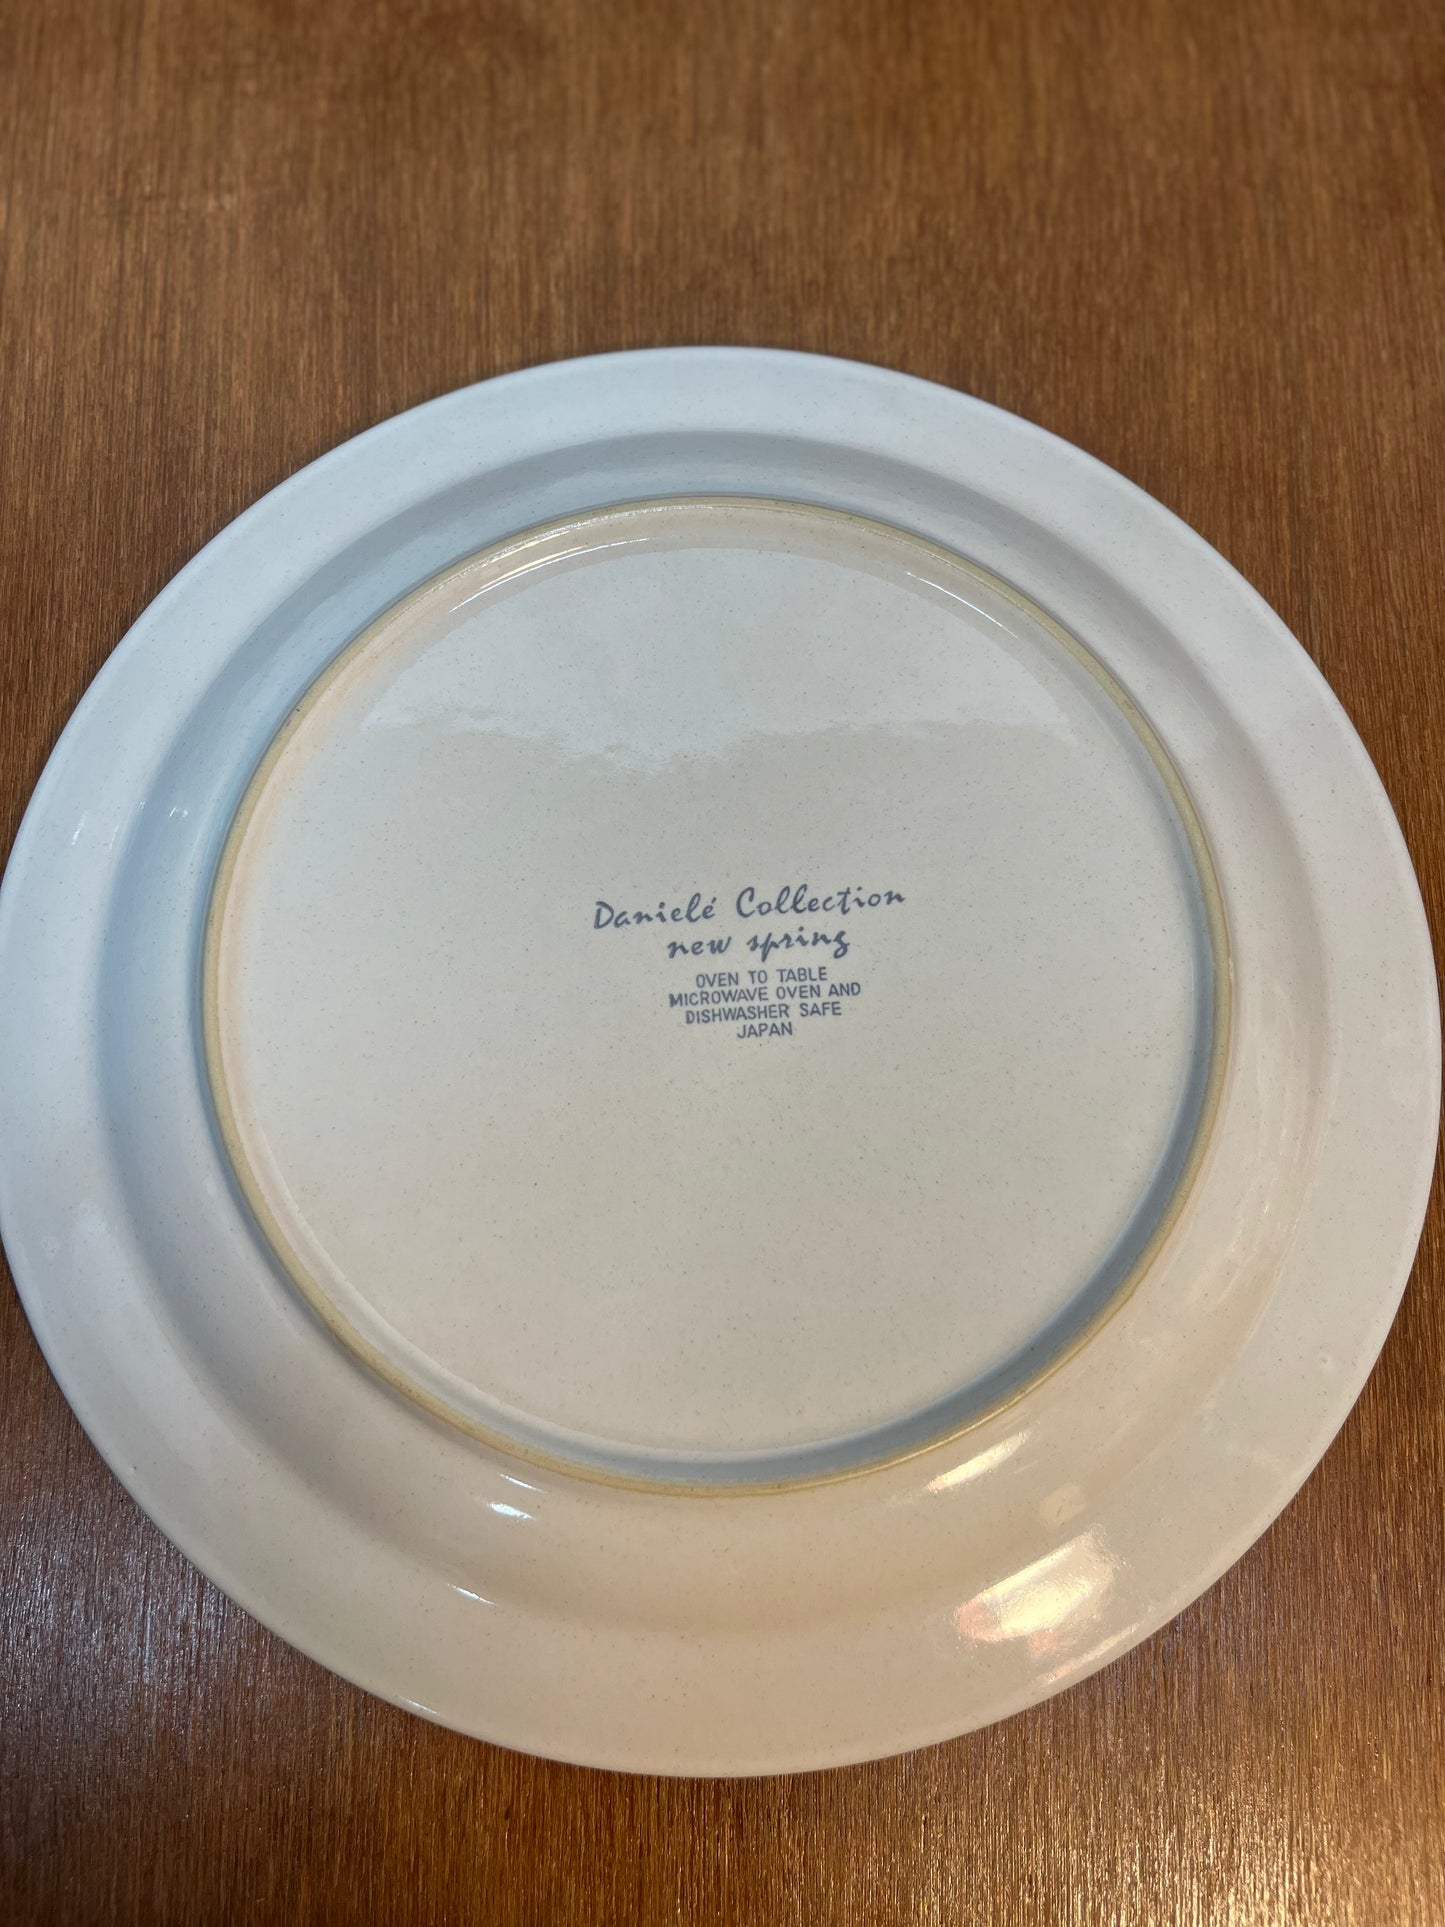 Danielé Collection
new spring
OVEN TO TABLE
MICROWAVE OVEN AND
DISHWASHER SAFE
JAPAN